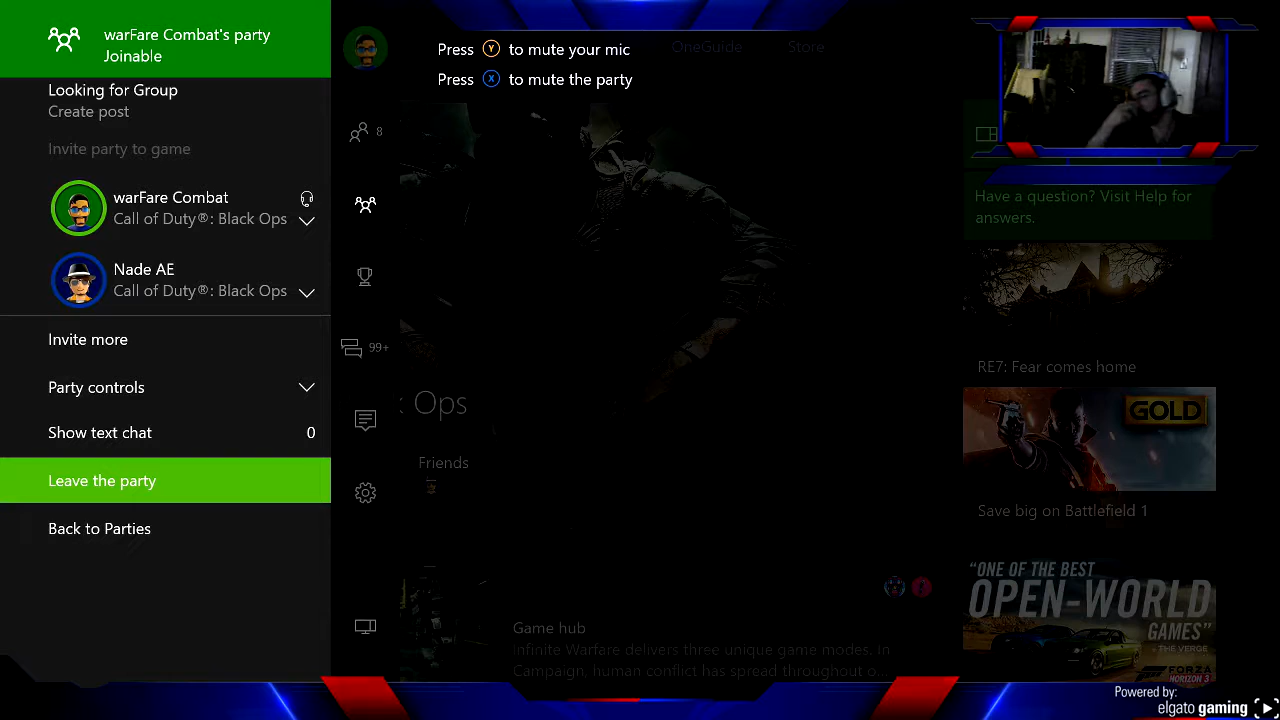 warFare Combat's party
Joinable
Looking for Group
Create post
Invite party to game
warFare Combat
Call of Duty®: Black Ops
Nade AE
Call of Duty®: Black Ops
Invite more
Party controls
Show text chat 0
Leave the party
Back to Parties
8
99+
Press Y to mute your mic
Press X to mute the party
OneGuide Store
Ops
Friends
Game hub
Infinite Warfare delivers three unique game modes. In
Campaign, human conflict has spread throughout o...
Have a question? Visit Help for
answers.
RE7: Fear comes home
GOLD
Save big on Battlefield 1
"ONE OF THE BEST
OPEN-WORLD
GAMES"
- THE VERGE
FORZA
HORIZON 3
Powered by:
elgato gaming